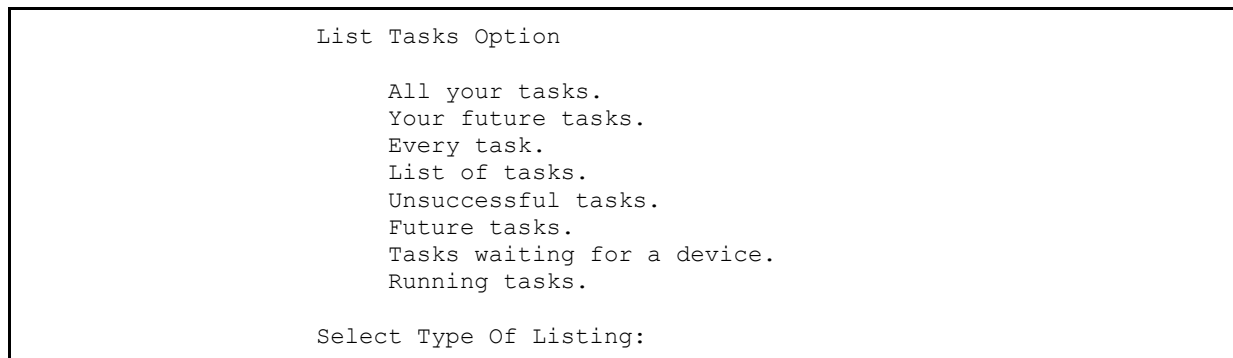 List Tasks Option
All your tasks.
Your future tasks.
Every task.
List of tasks.
Unsuccessful tasks.
Future tasks.
Tasks waiting for a device.
Running tasks.
Select Type Of Listing: